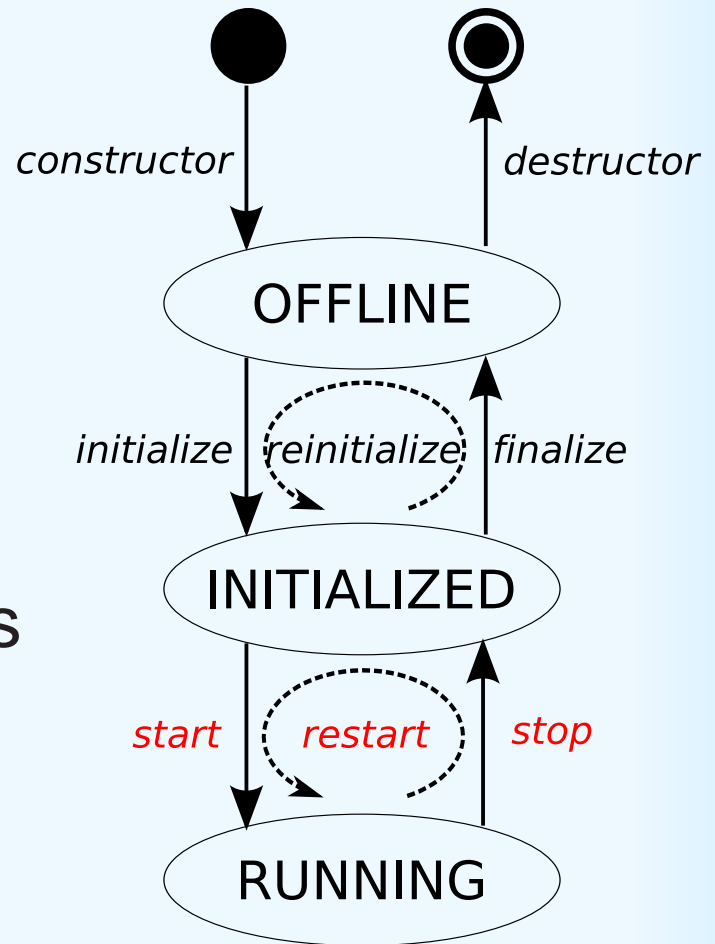 constructor destructor
OFFLINE
initialize reinitialize finalize
INITIALIZED
s
start restart stop
RUNNING